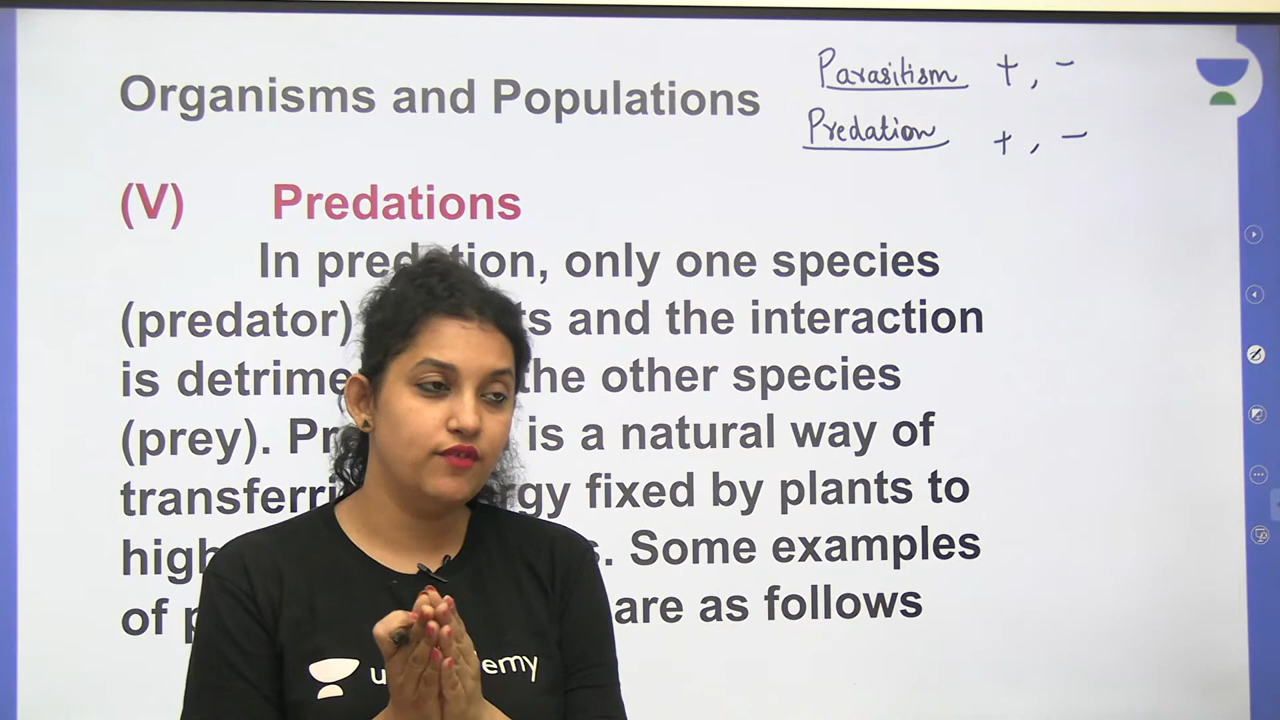 Organisms and Populations
Parasitism + , -
Predation + , -
(V) Predations
In pred tion, only one species
(predator) ts and the interaction
is detrime the other species
(prey). Pr is a natural way of
transferri rgy fixed by plants to
high s. Some examples
of p are as follows
u emy